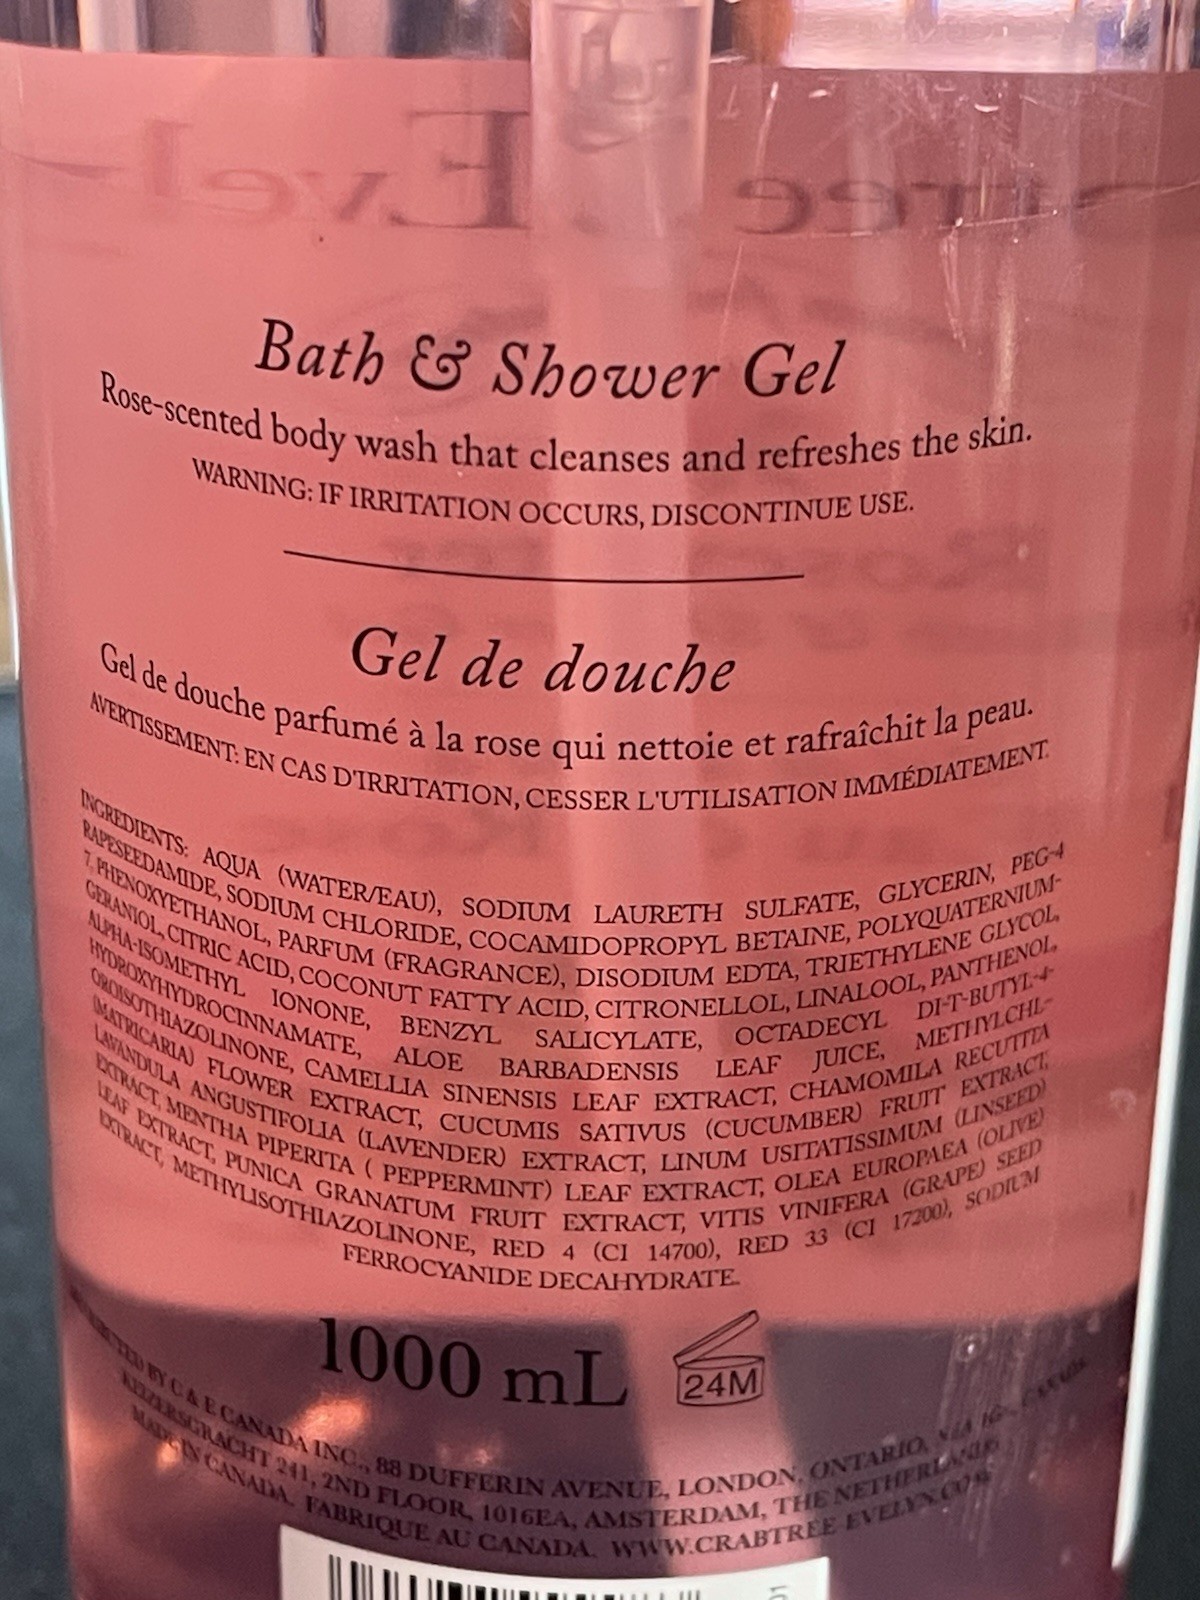 Bath & Shower Gel
Rose-scented body wash that cleanses and refreshes the skin.
WARNING: IF IRRITATION OCCURS, DISCONTINUE USE.
Gel de douche
Gel de douche parfumé à la rose qui nettoie et rafraîchit la peau.
AVERTISSEMENT: EN CAS D'IRRITATION, CESSER L'UTILISATION IMMÉDIATEMENT.
INGREDIENTS: AQUA (WATER/EAU), SODIUM LAURETH SULFATE, GLYCERIN, PEG-4
RAPESEEDAMIDE, SODIUM CHLORIDE, COCAMIDOPROPYL BETAINE, POLYQUATERNIUM-
7, PHENOXYETHANOL, PARFUM (FRAGRANCE), DISODIUM EDTA, TRIETHYLENE GLYCOL,
GERANIOL, CITRIC ACID, COCONUT FATTY ACID, CITRONELLOL, LINALOOL, PANTHENOL,
ALPHA-ISOMETHYL IONONE, BENZYL SALICYLATE, OCTADECYL DI-T-BUTYL-4-
HYDROXYHYDROCINNAMATE, ALOE BARBADENSIS LEAF JUICE, METHYLCHL-
OROISOTHIAZOLINONE, CAMELLIA SINENSIS LEAF EXTRACT, CHAMOMILA RECUTITA
(MATRICARIA) FLOWER EXTRACT, CUCUMIS SATIVUS (CUCUMBER) FRUIT EXTRACT,
LAVANDULA ANGUSTIFOLIA (LAVENDER) EXTRACT, LINUM USITATISSIMUM (LINSEED)
EXTRACT, MENTHA PIPERITA ( PEPPERMINT) LEAF EXTRACT, OLEA EUROPAEA (OLIVE)
LEAF EXTRACT, PUNICA GRANATUM FRUIT EXTRACT, VITIS VINIFERA (GRAPE) SEED
EXTRACT, METHYLISOTHIAZOLINONE, RED 4 (CI 14700), RED 33 (CI 17200), SODIUM
FERROCYANIDE DECAHYDRATE.
1000 mL 24M
BY C & E CANADA INC., 88 DUFFERIN AVENUE, LONDON, ONTARIO, CANADA.
KEIZERSGRACHT 241, 2ND FLOOR, 1016EA, AMSTERDAM, THE NETHERLANDS
MADE IN CANADA. FABRIQUE AU CANADA. WWW.CRABTREE-EVELYN.COM